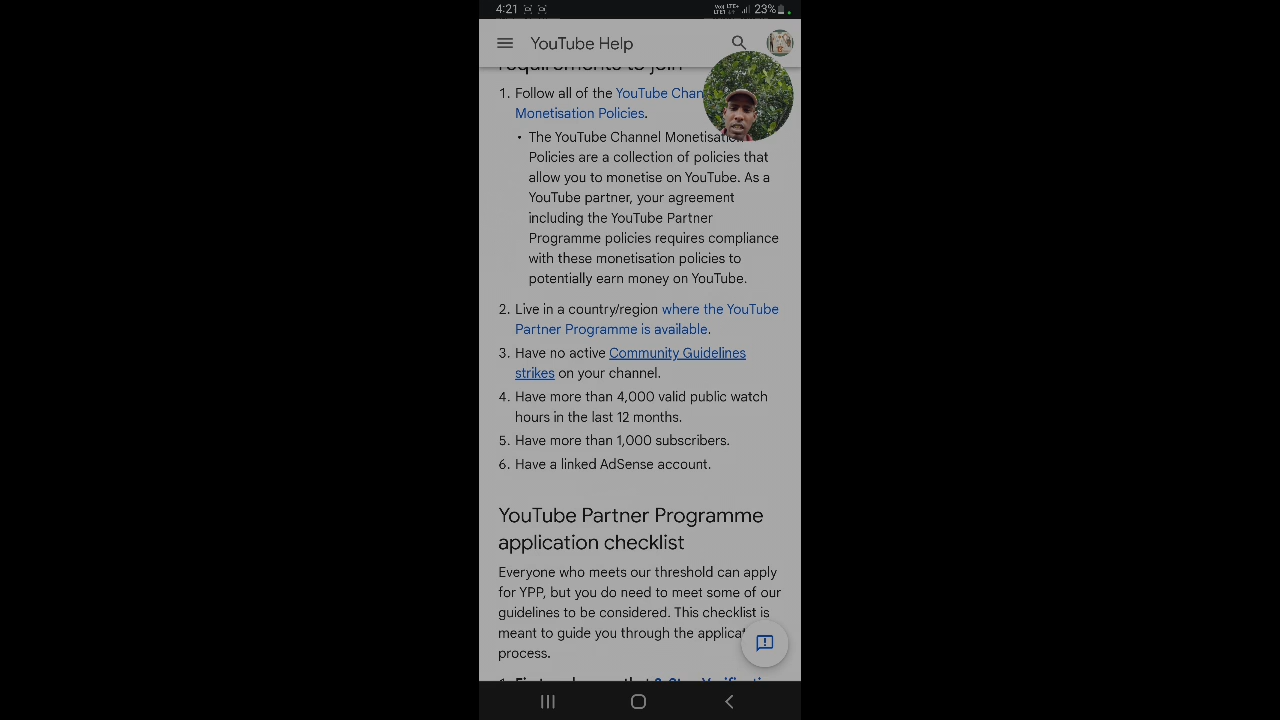 4:21
Vo)) LTE+
LTE1
23%
YouTube Help
requirements to join
1. Follow all of the YouTube Chan
Monetisation Policies.
• The YouTube Channel Monetisation
Policies are a collection of policies that
allow you to monetise on YouTube. As a
YouTube partner, your agreement
including the YouTube Partner
Programme policies requires compliance
with these monetisation policies to
potentially earn money on YouTube.
2. Live in a country/region where the YouTube
Partner Programme is available.
3. Have no active Community Guidelines
strikes on your channel.
4. Have more than 4,000 valid public watch
hours in the last 12 months.
5. Have more than 1,000 subscribers.
6. Have a linked AdSense account.
YouTube Partner Programme
application checklist
Everyone who meets our threshold can apply
for YPP, but you do need to meet some of our
guidelines to be considered. This checklist is
meant to guide you through the applicat
process.